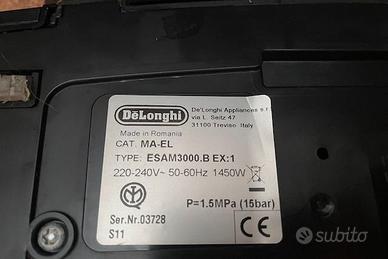 DeLonghi
De'Longhi Appliances s.r.l.
via L. Seitz 47
31100 Treviso Italy
Made in Romania
CAT. MA-EL
TYPE: ESAM3000.B EX:1
220-240V~ 50-60Hz 1450W
P=1.5MPa (15bar)
Ser.Nr.03728
S11
CE
subito